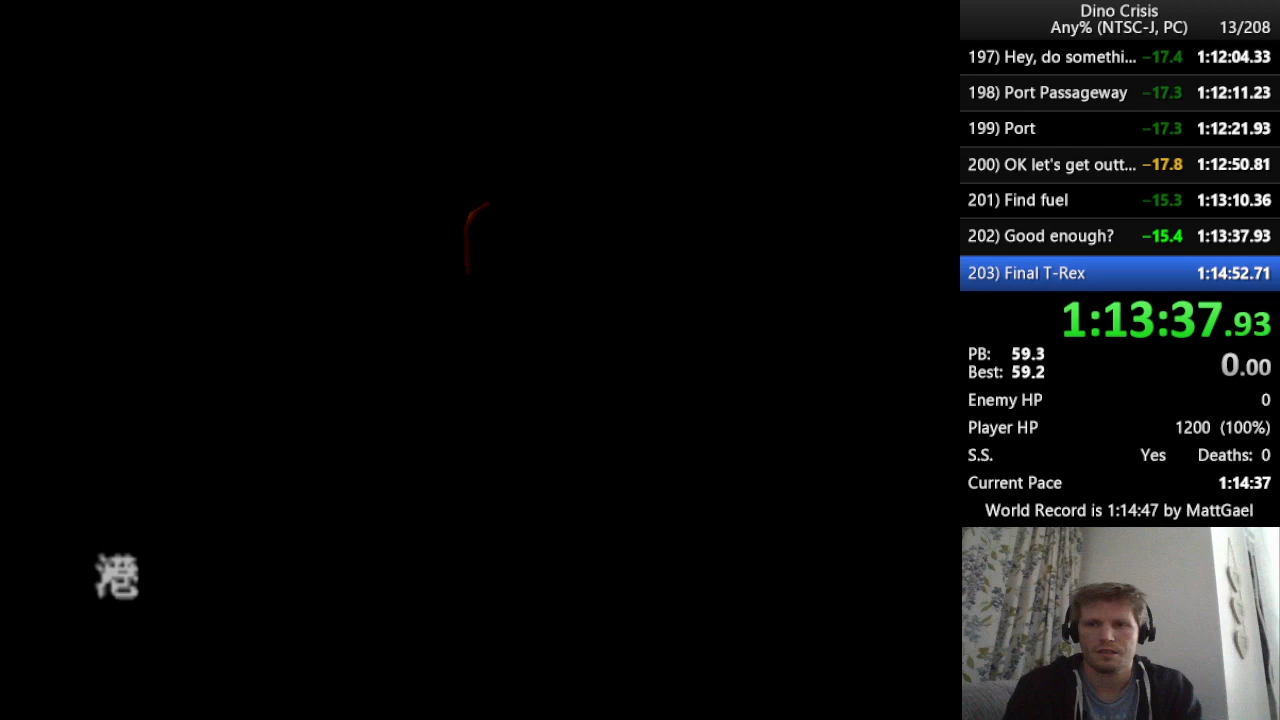 Dino Crisis
Any% (NTSC-J, PC) 13/208
197) Hey, do somethi... −17.4 1:12:04.33
198) Port Passageway −17.3 1:12:11.23
199) Port −17.3 1:12:21.93
200) OK let's get outt... −17.8 1:12:50.81
201) Find fuel −15.3 1:13:10.36
202) Good enough? −15.4 1:13:37.93
203) Final T-Rex 1:14:52.71
1:13:37.93
PB: 59.3
0.00
Best: 59.2
Enemy HP 0
Player HP 1200 (100%)
S.S. Yes Deaths: 0
Current Pace 1:14:37
World Record is 1:14:47 by MattGael
港